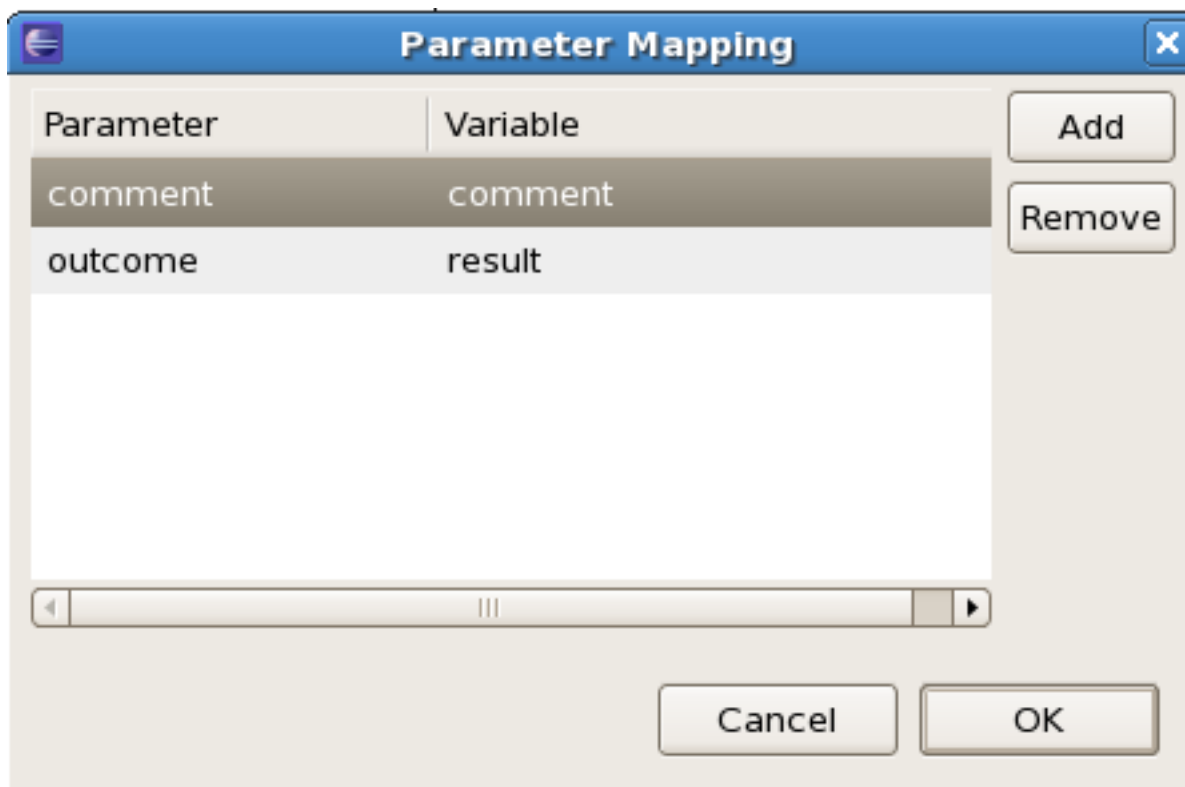 Parameter Mapping
Parameter Variable Add
comment comment
Remove
outcome result
Cancel OK